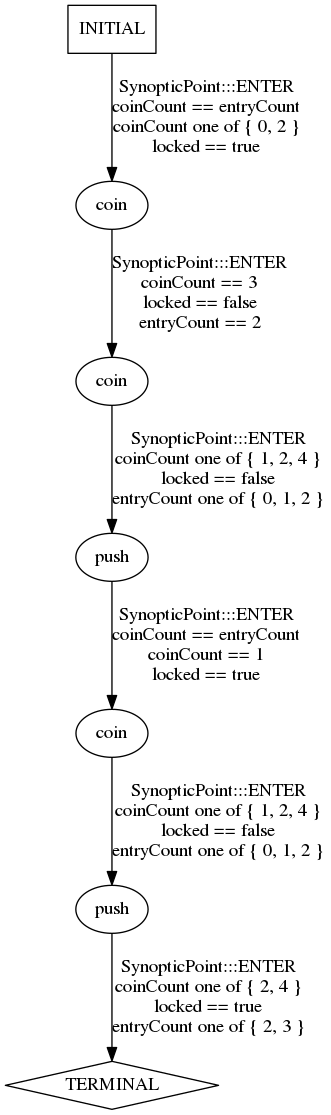 INITIAL
SynopticPoint:::ENTER
coinCount == entryCount
coinCount one of { 0, 2 }
locked == true
coin
SynopticPoint:::ENTER
coinCount == 3
locked == false
entryCount == 2
coin
SynopticPoint:::ENTER
coinCount one of { 1, 2, 4 }
locked == false
entryCount one of { 0, 1, 2 }
push
SynopticPoint:::ENTER
coinCount == entryCount
coinCount == 1
locked == true
coin
SynopticPoint:::ENTER
coinCount one of { 1, 2, 4 }
locked == false
entryCount one of { 0, 1, 2 }
push
SynopticPoint:::ENTER
coinCount one of { 2, 4 }
locked == true
entryCount one of { 2, 3 }
TERMINAL